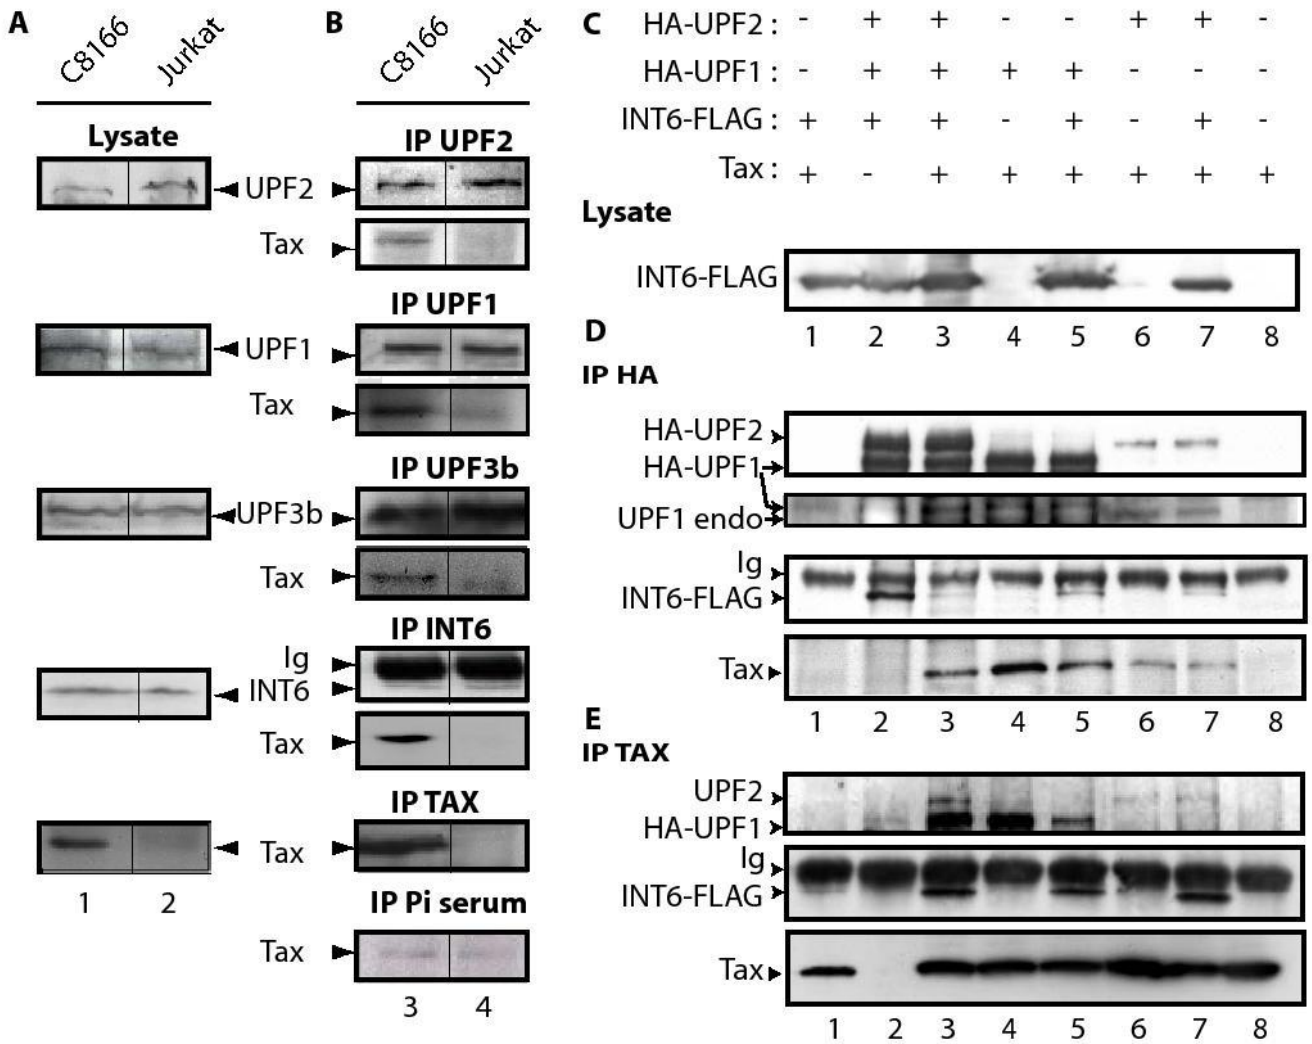 A
C8166 Jurkat
Lysate
UPF2
Tax
UPF1
Tax
UPF3b
Tax
Ig
INT6
Tax
Tax
1 2
Tax
B
C8166 Jurkat
IP UPF2
IP UPF1
IP UPF3b
IP INT6
IP TAX
IP Pi serum
3 4
C
HA-UPF2 : - + + - - + + -
HA-UPF1 : - + + + + - - -
INT6-FLAG : + + + - + - + -
Tax : + - + + + + + +
Lysate
INT6-FLAG
1 2 3 4 5 6 7 8
D
IP HA
HA-UPF2
HA-UPF1
UPF1 endo
Ig
INT6-FLAG
Tax
1 2 3 4 5 6 7 8
E
IP TAX
UPF2
HA-UPF1
Ig
INT6-FLAG
Tax
1 2 3 4 5 6 7 8